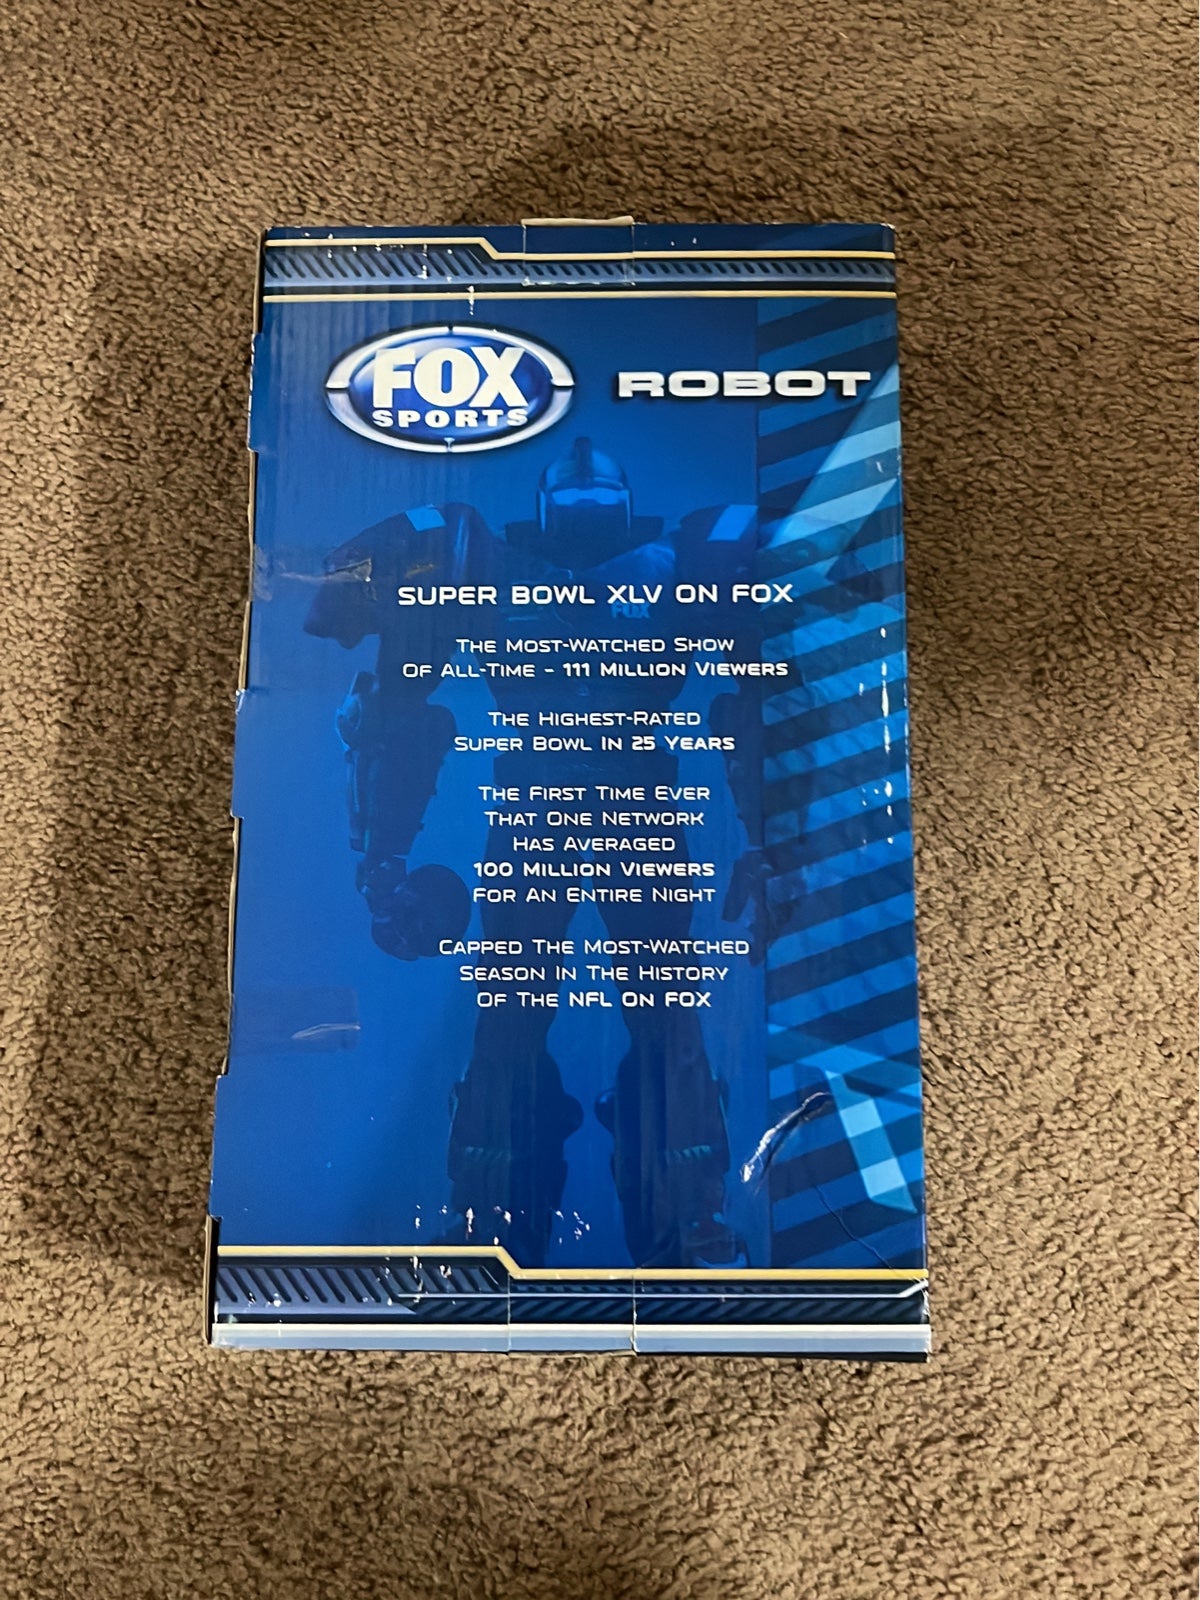 FOX
SPORTS
ROBOT
SUPER BOWL XLV ON FOX
FOX
THE MOST-WATCHED SHOW
OF ALL-TIME - 111 MILLION VIEWERS
THE HIGHEST-RATED
SUPER BOWL IN 25 YEARS
THE FIRST TIME EVER
THAT ONE NETWORK
HAS AVERAGED
100 MILLION VIEWERS
FOR AN ENTIRE NIGHT
CAPPED THE MOST-WATCHED
SEASON IN THE HISTORY
OF THE NFL ON FOX